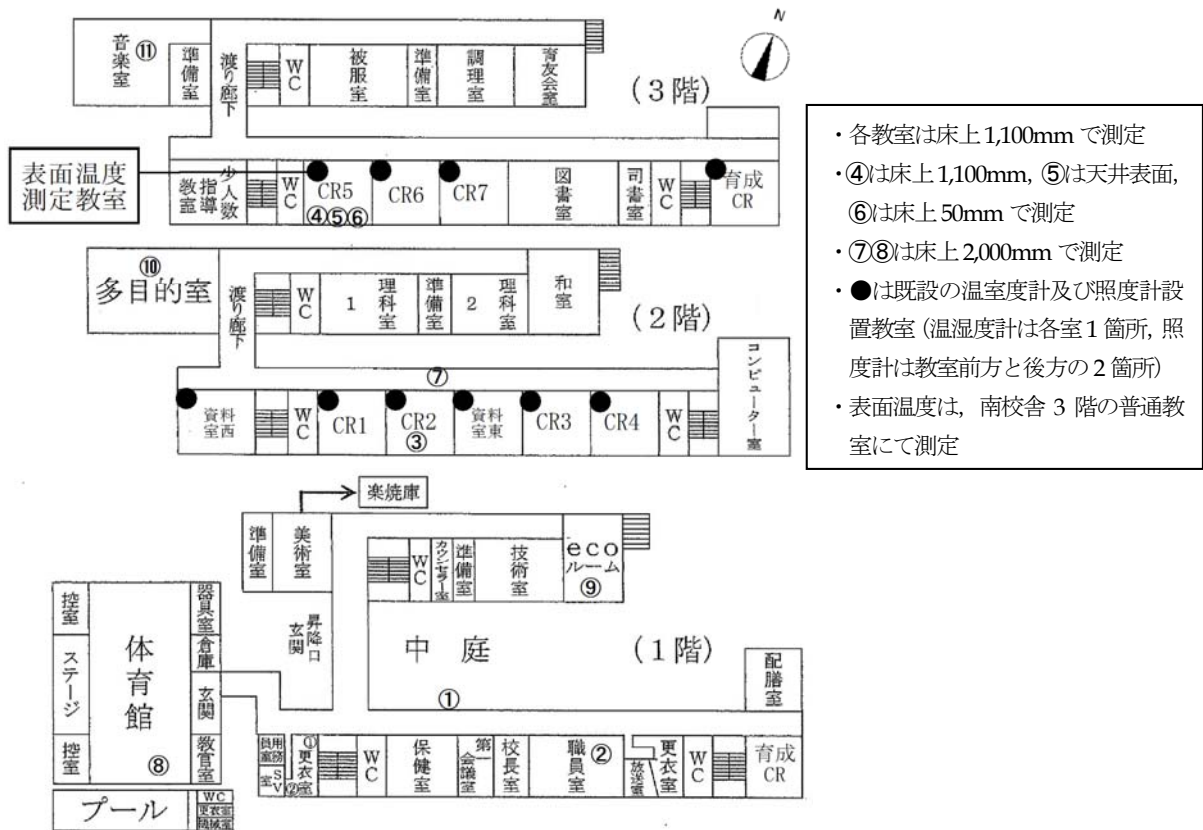 N
音楽室
⑪
準備室
渡り廊下
WC
被服室
準備室
調理室
育友会室
(3階)
表面温度
測定教室
少人数
指導
教室
WC
CR5
④⑤⑥
CR6
CR7
図書室
司書室
WC
育成
CR
⑩
多目的室
渡り廊下
WC
理科室
1
準備室
理科室
2
和室
(2階)
コンピューター室
⑦
資料
室西
WC
CR1
CR2
③
資料
室東
CR3
CR4
WC
楽焼庫
準備室
美術室
WC
カウンセラー室
準備室
技術室
eco
ルーム
⑨
昇降口
玄関
中庭
(1階)
配膳室
①
控室
ステージ
控室
体育館
⑧
器具室
倉庫
玄関
教官室
用務
員室
SV
室
①
更衣室
②
WC
保健室
第一
会議室
校長室
職員室
②
放送室
更衣室
WC
育成
CR
プール
WC
更衣室
機械室
・各教室は床上1,100mmで測定
・④は床上1,100mm, ⑤は天井表面,
⑥は床上50mmで測定
・⑦⑧は床上2,000mmで測定
・●は既設の温室度計及び照度計設
置教室 (温湿度計は各室1箇所, 照
度計は教室前方と後方の2箇所)
・表面温度は, 南校舎3階の普通教
室にて測定